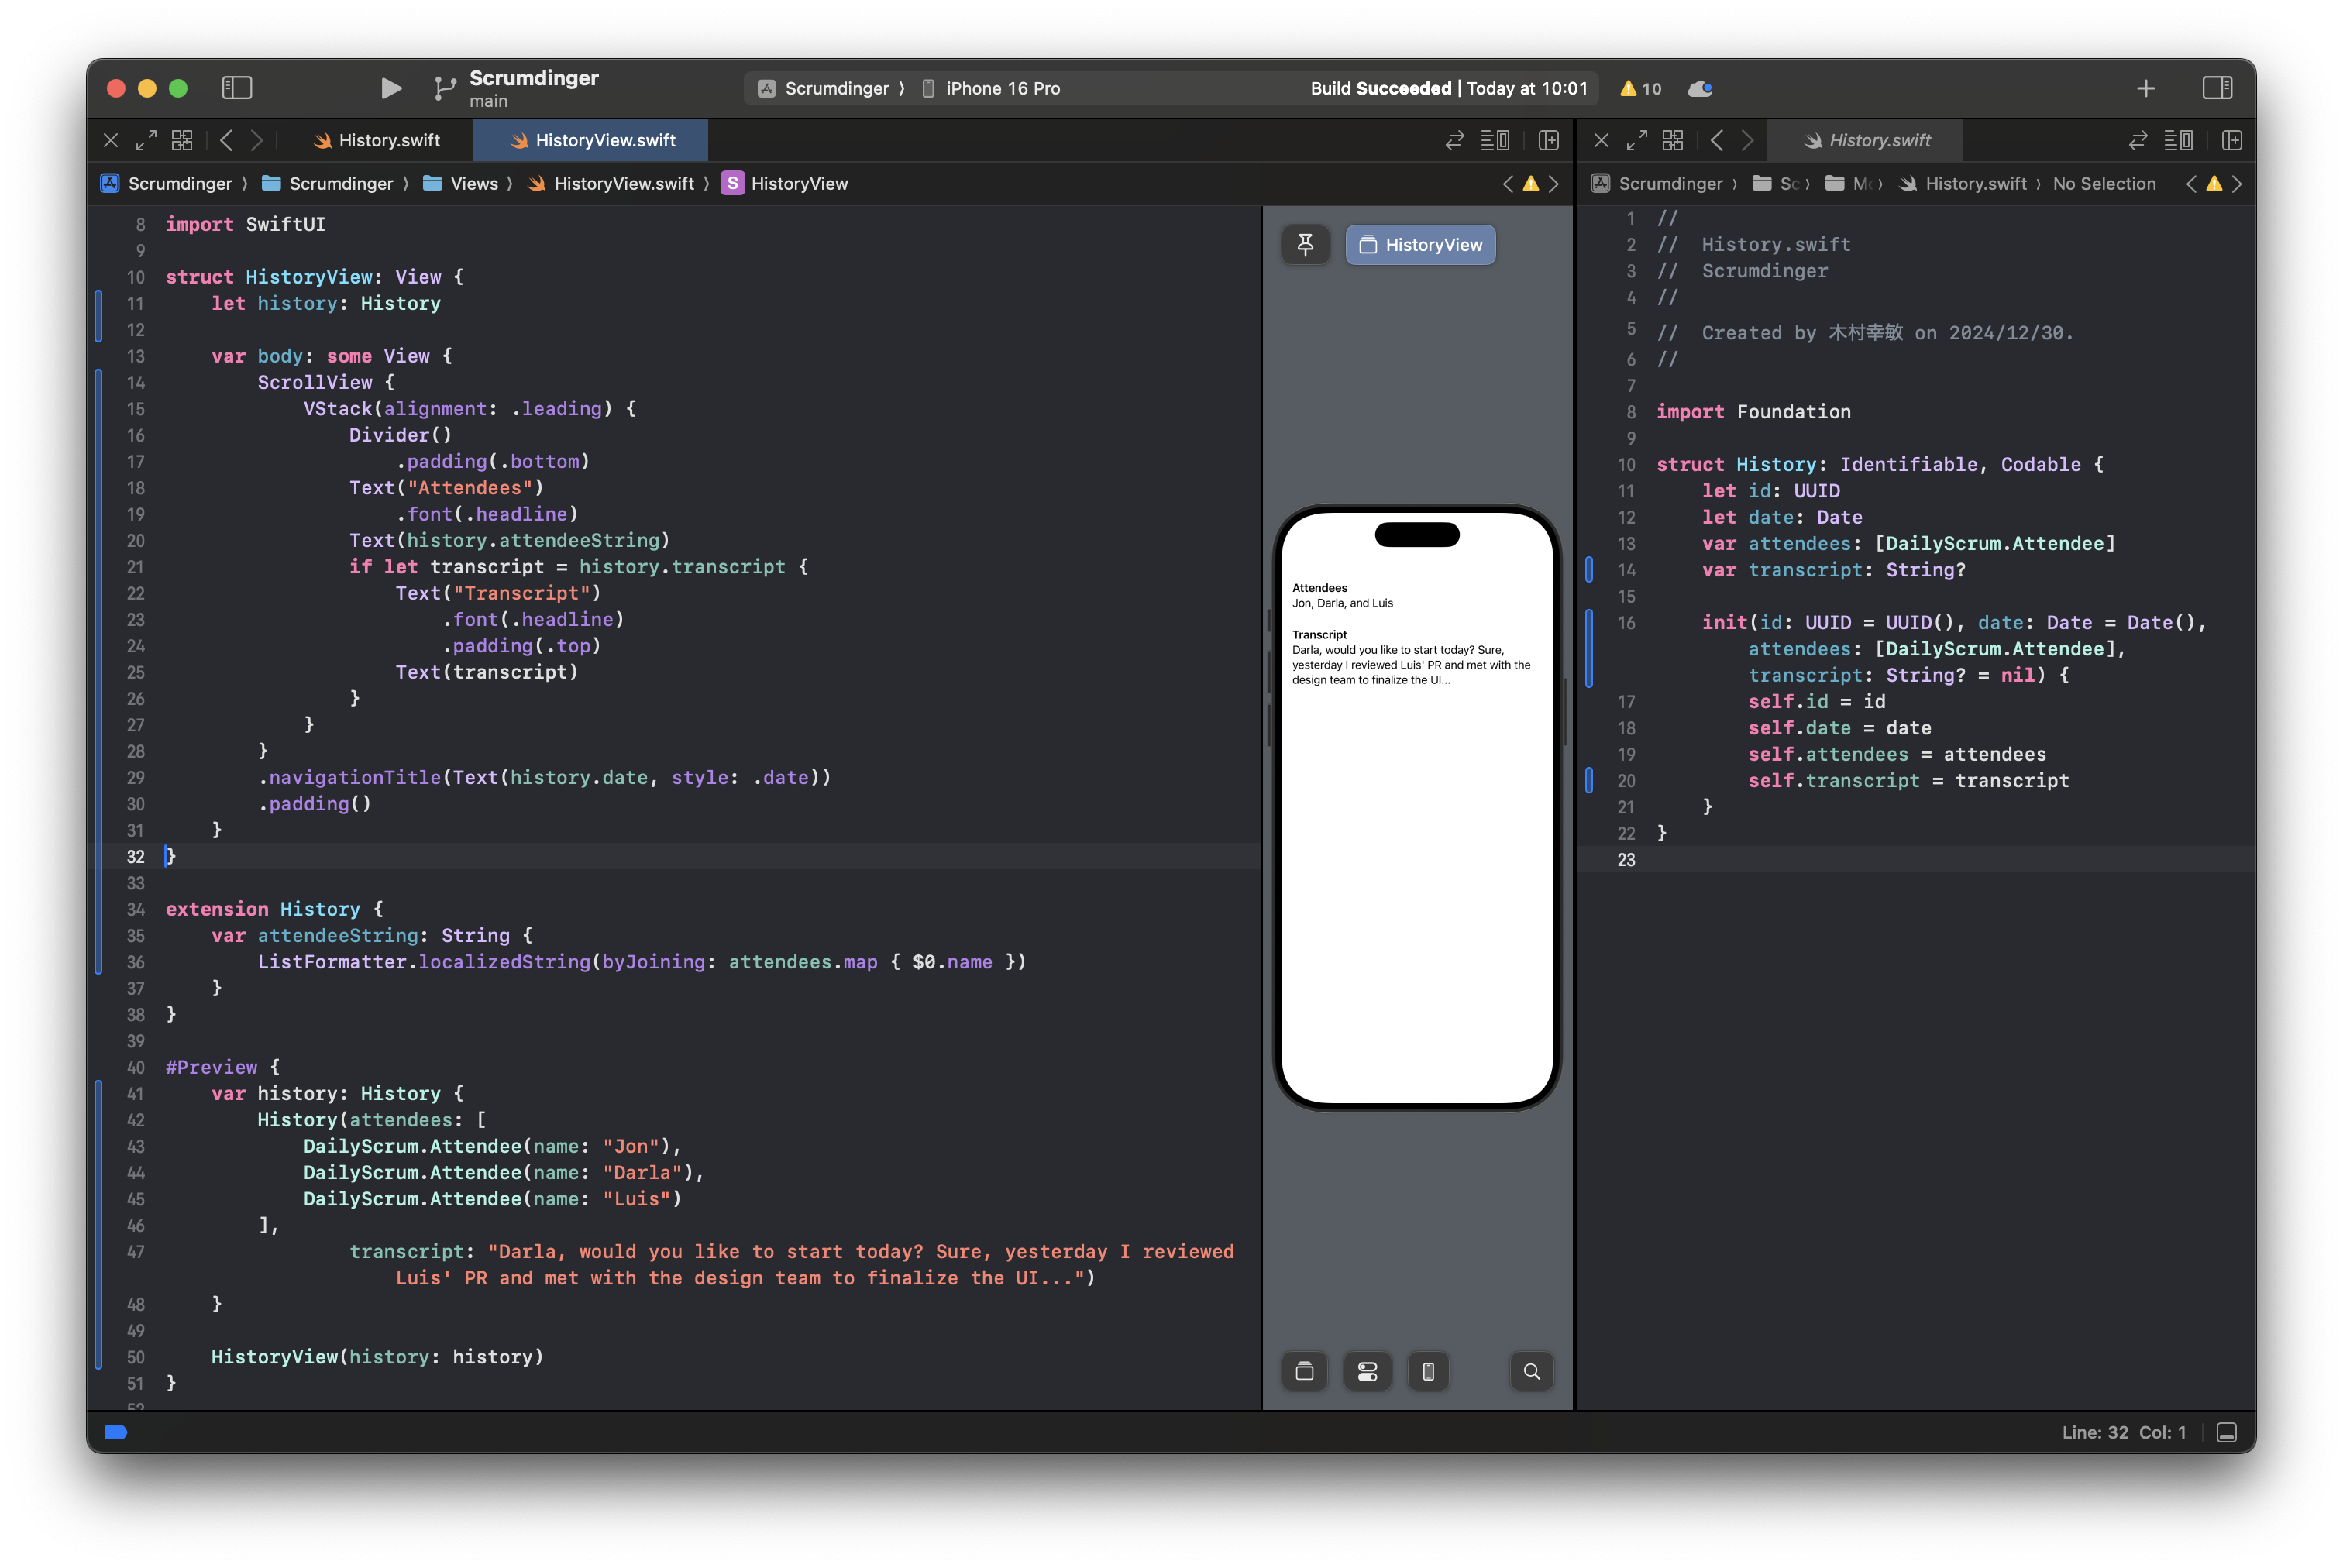 Scrumdinger
main
Scrumdinger 〉 iPhone 16 Pro
Build Succeeded | Today at 10:01
10
History.swift
HistoryView.swift
Scrumdinger 〉 Scrumdinger 〉 Views 〉 HistoryView.swift 〉 S HistoryView
8 import SwiftUI
9
10 struct HistoryView: View {
11     let history: History
12
13     var body: some View {
14         ScrollView {
15             VStack(alignment: .leading) {
16                 Divider()
17                     .padding(.bottom)
18                 Text("Attendees")
19                     .font(.headline)
20                 Text(history.attendeeString)
21                 if let transcript = history.transcript {
22                     Text("Transcript")
23                         .font(.headline)
24                         .padding(.top)
25                     Text(transcript)
26                 }
27             }
28         }
29         .navigationTitle(Text(history.date, style: .date))
30         .padding()
31     }
32 }
33
34 extension History {
35     var attendeeString: String {
36         ListFormatter.localizedString(byJoining: attendees.map { $0.name })
37     }
38 }
39
40 #Preview {
41     var history: History {
42         History(attendees: [
43             DailyScrum.Attendee(name: "Jon"),
44             DailyScrum.Attendee(name: "Darla"),
45             DailyScrum.Attendee(name: "Luis")
46         ],
47                 transcript: "Darla, would you like to start today? Sure, yesterday I reviewed
Luis' PR and met with the design team to finalize the UI...")
48     }
49
50     HistoryView(history: history)
51 }
HistoryView
Attendees
Jon, Darla, and Luis
Transcript
Darla, would you like to start today? Sure,
yesterday I reviewed Luis' PR and met with the
design team to finalize the UI...
History.swift
Scrumdinger 〉 Sc 〉 Mo 〉 History.swift 〉 No Selection
1 //
2 //  History.swift
3 //  Scrumdinger
4 //
5 //  Created by 木村幸敏 on 2024/12/30.
6 //
7
8 import Foundation
9
10 struct History: Identifiable, Codable {
11     let id: UUID
12     let date: Date
13     var attendees: [DailyScrum.Attendee]
14     var transcript: String?
15
16     init(id: UUID = UUID(), date: Date = Date(),
attendees: [DailyScrum.Attendee],
transcript: String? = nil) {
17         self.id = id
18         self.date = date
19         self.attendees = attendees
20         self.transcript = transcript
21     }
22 }
23
Line: 32  Col: 1